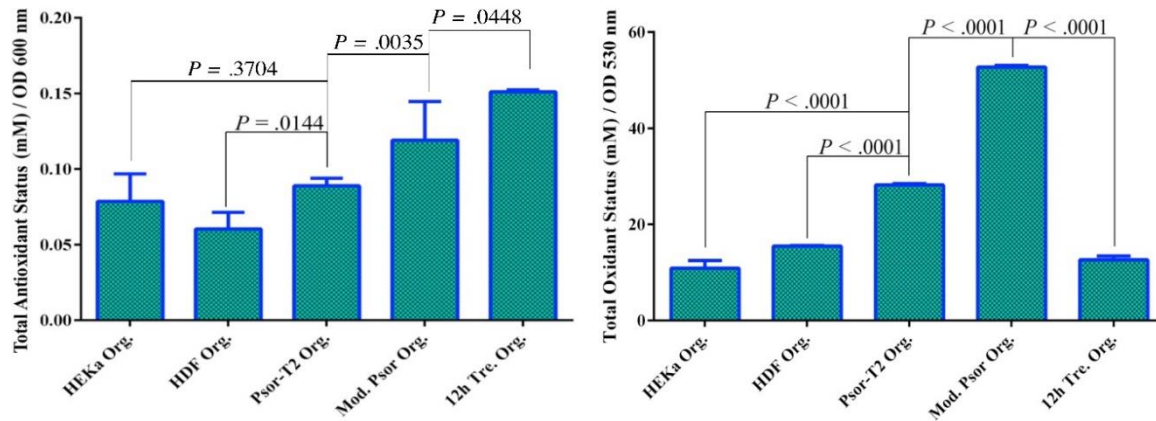 Total Antioxidant Status (mM) / OD 600 nm
0.20
0.15
0.10
0.05
0.00
P = .0448
P = .0035
P = .3704
P = .0144
HEKa Org.
HDF Org.
Psor-T2 Org.
Mod. Psor Org.
12h Tre. Org.
Total Oxidant Status (mM) / OD 530 nm
60
40
20
0
P < .0001
P < .0001
P < .0001
P < .0001
HEKa Org.
HDF Org.
Psor-T2 Org.
Mod. Psor Org.
12h Tre. Org.